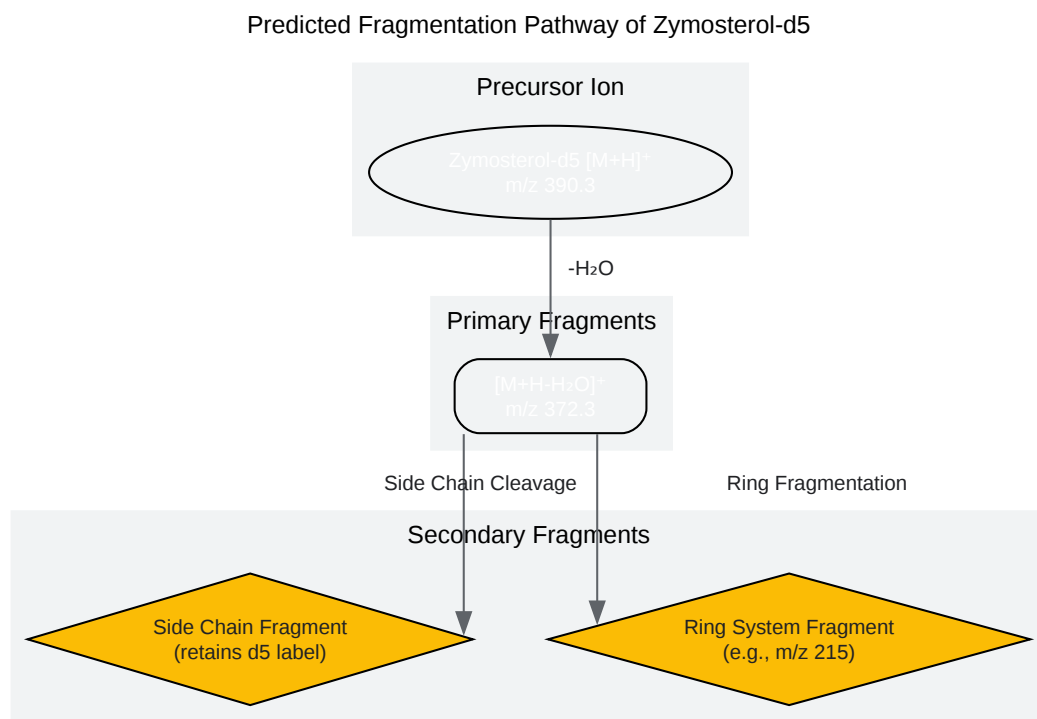 Predicted Fragmentation Pathway of Zymosterol-d5
Precursor Ion
Zymosterol-d5 [M+H]⁺
m/z 390.3
-H₂O
Primary Fragments
[M+H-H₂O]⁺
m/z 372.3
Side Chain Cleavage
Ring Fragmentation
Secondary Fragments
Side Chain Fragment
(retains d5 label)
Ring System Fragment
(e.g., m/z 215)